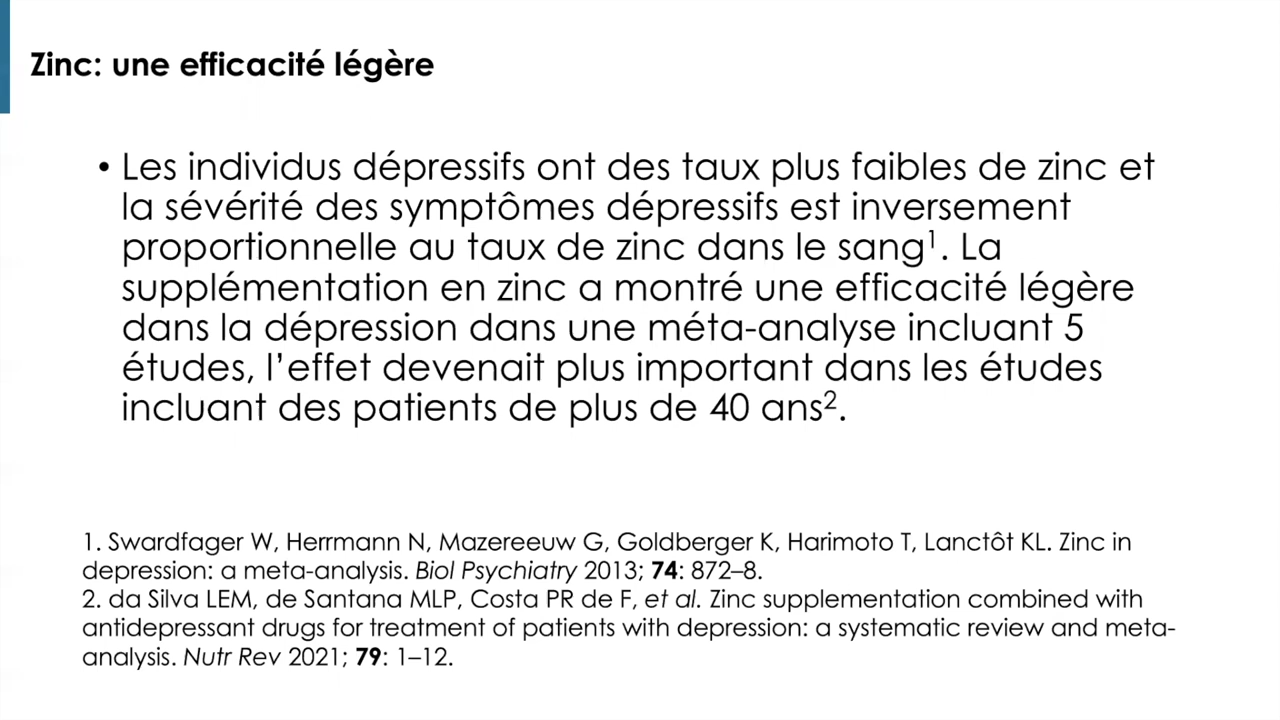 Zinc: une efficacité légère
• Les individus dépressifs ont des taux plus faibles de zinc et
la sévérité des symptômes dépressifs est inversement
proportionnelle au taux de zinc dans le sang¹. La
supplémentation en zinc a montré une efficacité légère
dans la dépression dans une méta-analyse incluant 5
études, l’effet devenait plus important dans les études
incluant des patients de plus de 40 ans².
1. Swardfager W, Herrmann N, Mazereeuw G, Goldberger K, Harimoto T, Lanctôt KL. Zinc in
depression: a meta-analysis. Biol Psychiatry 2013; 74: 872–8.
2. da Silva LEM, de Santana MLP, Costa PR de F, et al. Zinc supplementation combined with
antidepressant drugs for treatment of patients with depression: a systematic review and meta-
analysis. Nutr Rev 2021; 79: 1–12.